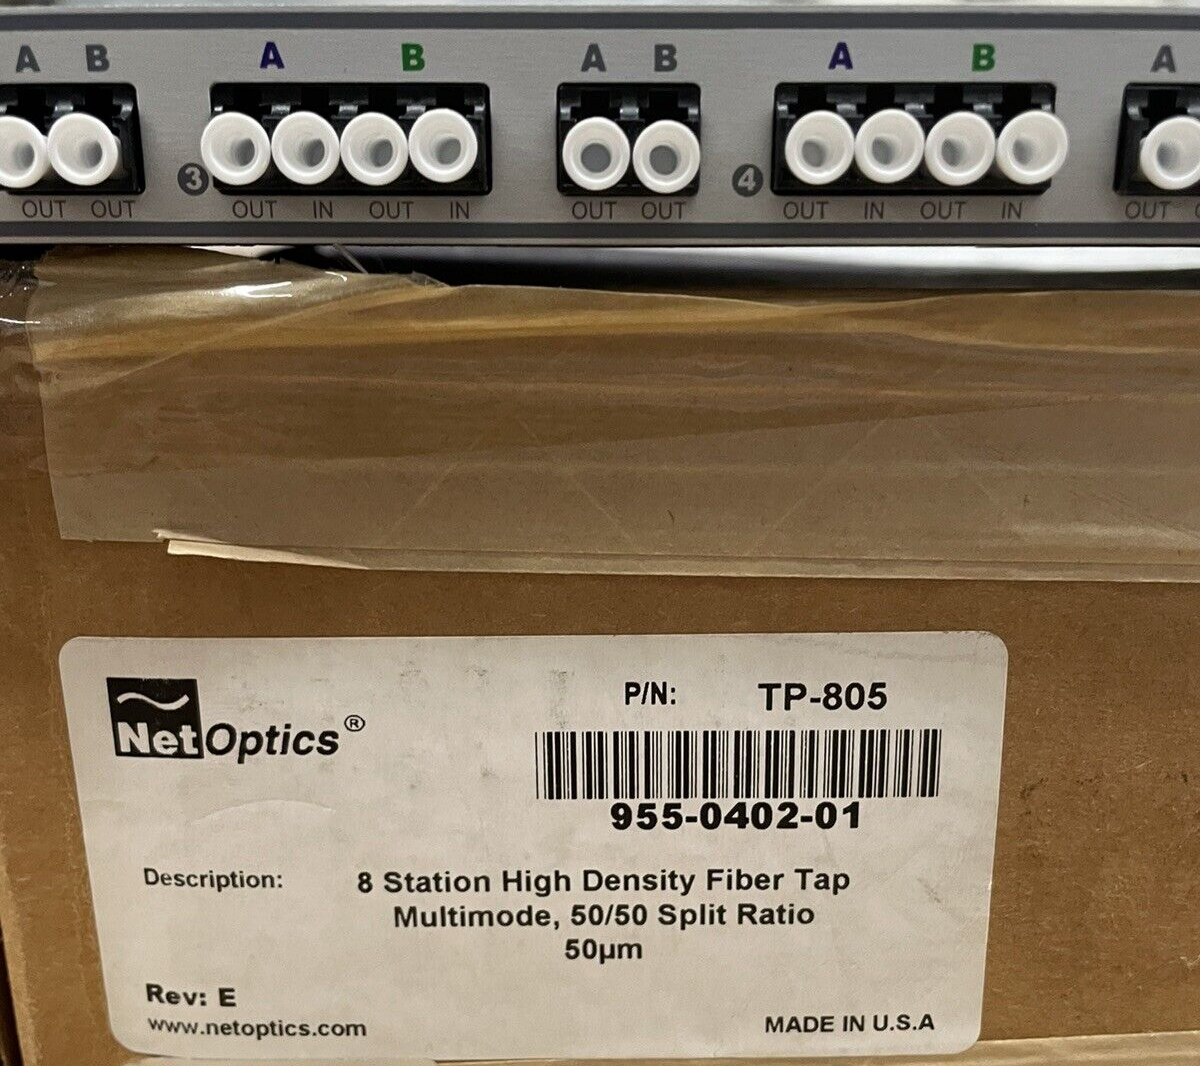 A B A B A B A B A
3 4
OUT OUT OUT IN OUT IN OUT OUT OUT IN OUT IN OUT
NetOptics®
P/N: TP-805
955-0402-01
Description: 8 Station High Density Fiber Tap
Multimode, 50/50 Split Ratio
50µm
Rev: E
www.netoptics.com
MADE IN U.S.A